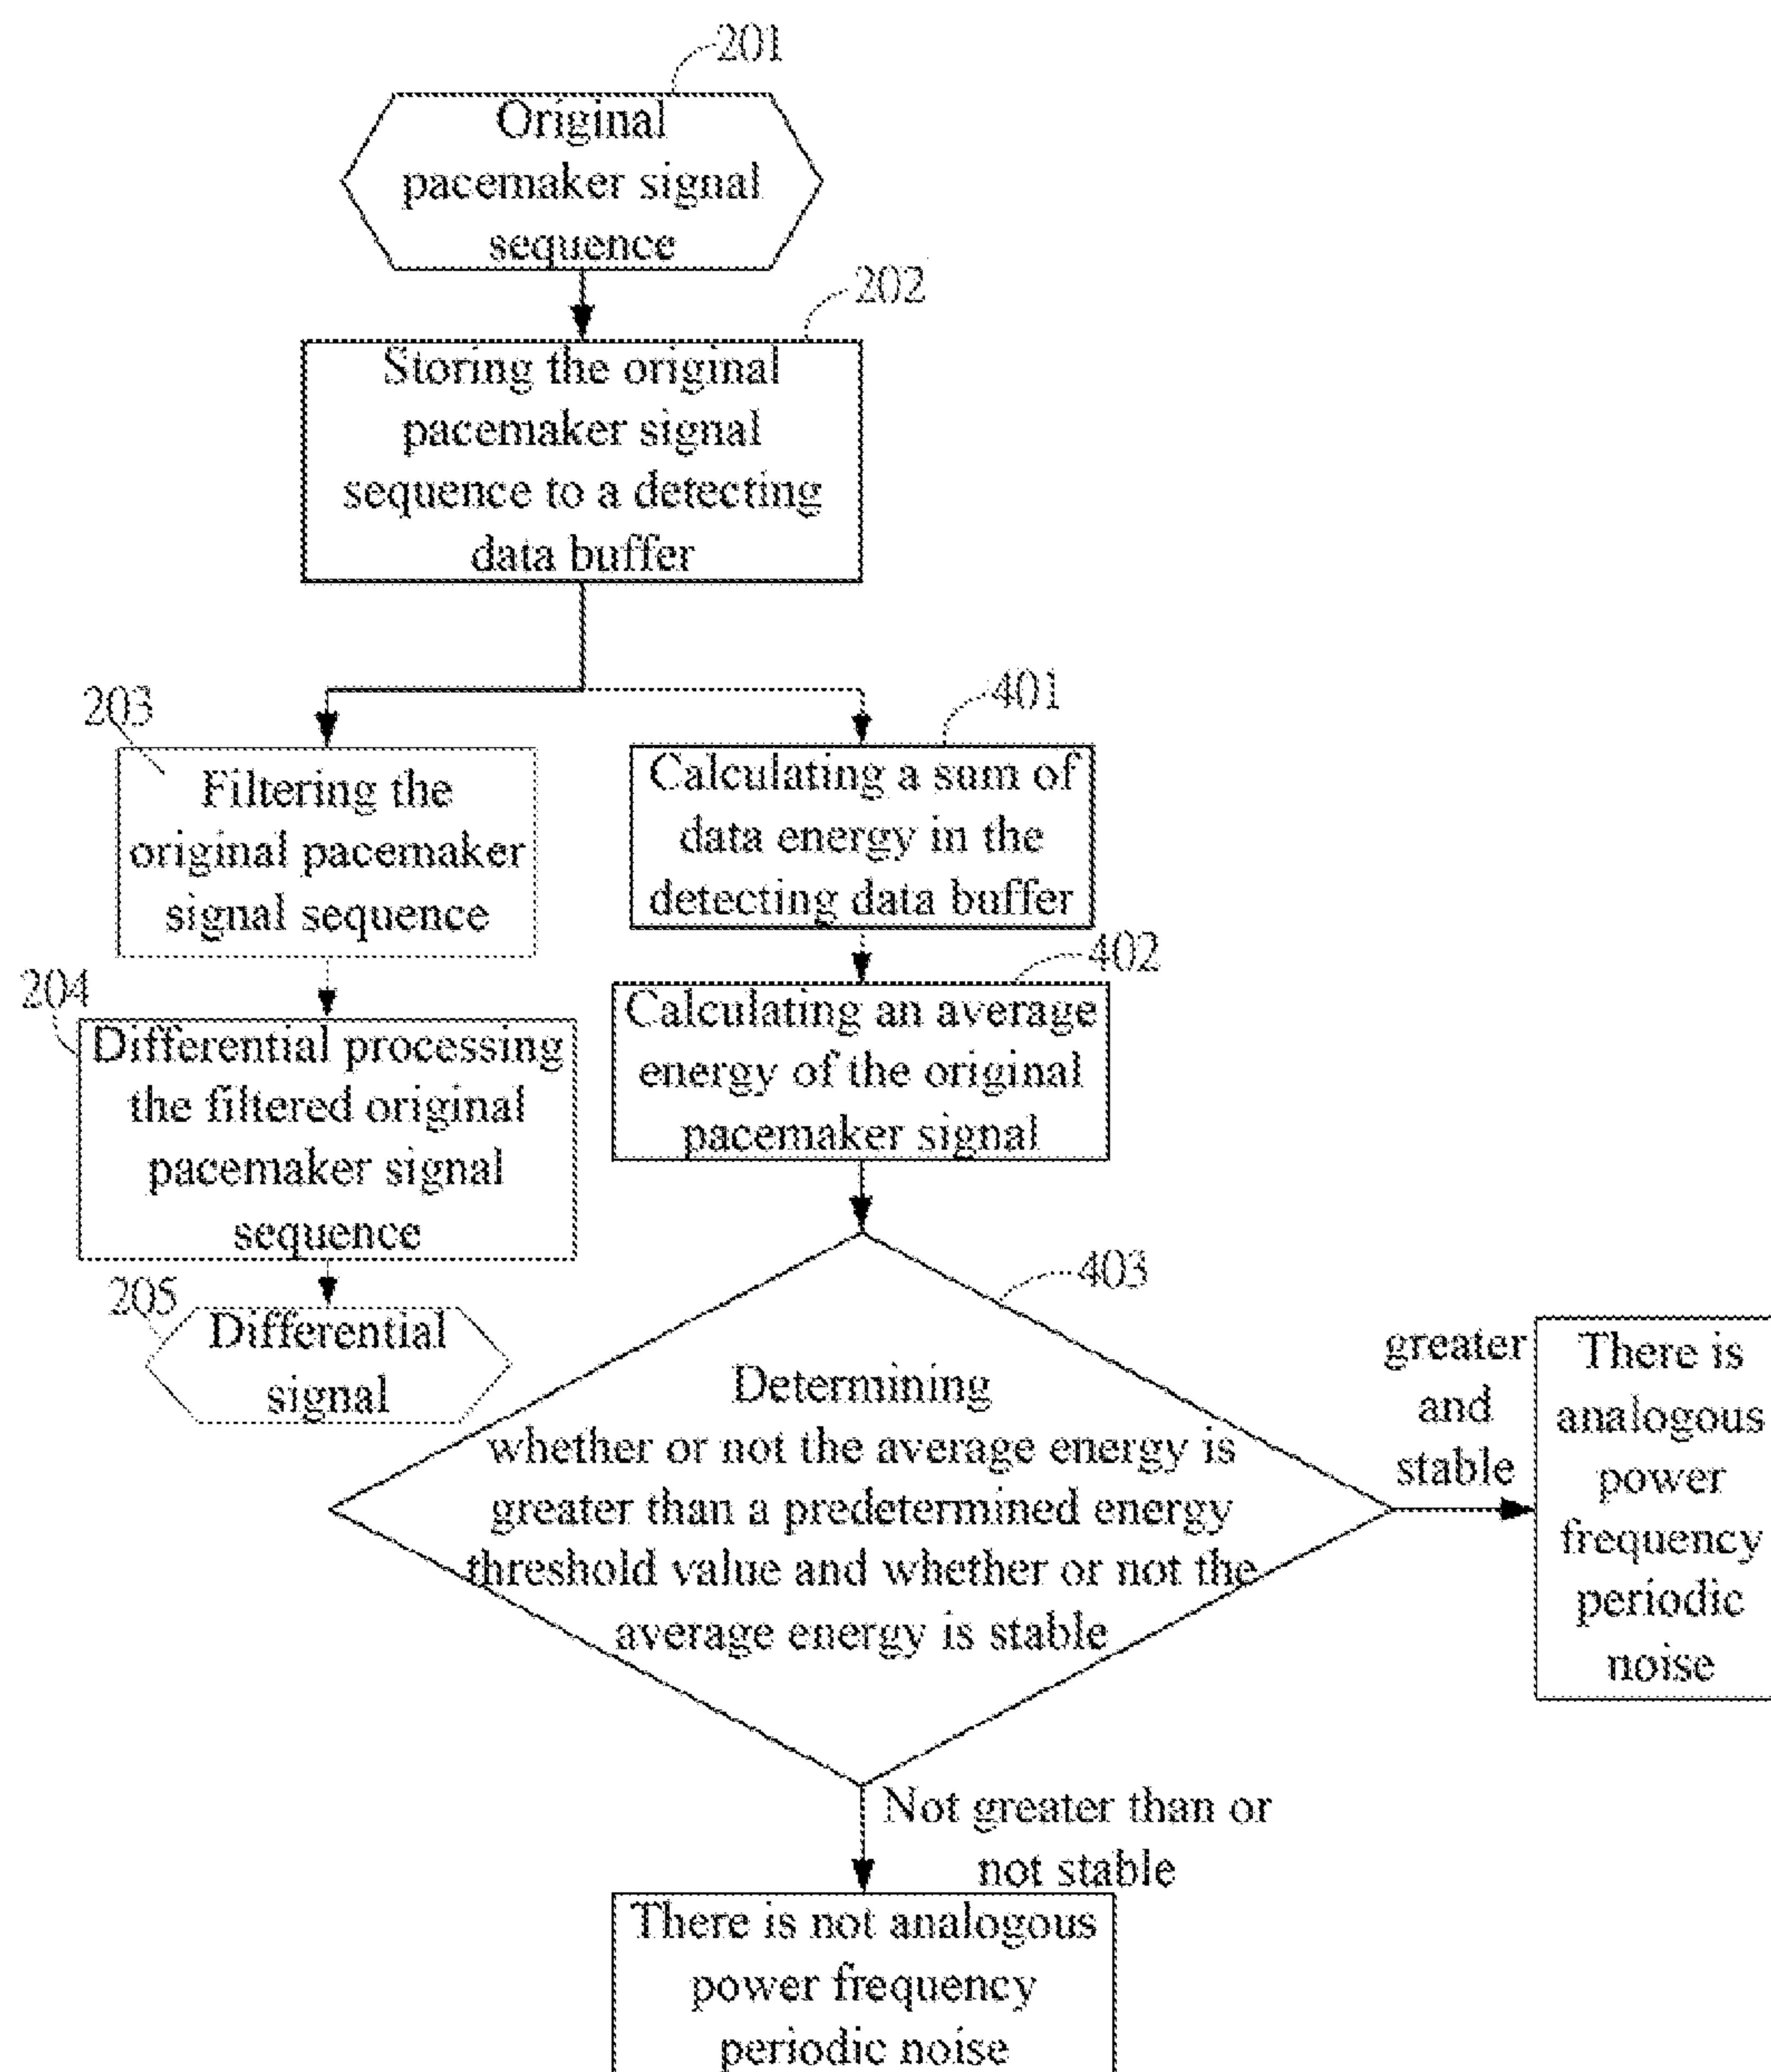 201
Original
pacemaker signal
sequence
202
Storing the original
pacemaker signal
sequence to a detecting
data buffer
203
Filtering the
original pacemaker
signal sequence
401
Calculating a sum of
data energy in the
detecting data buffer
204
Differential processing
the filtered original
pacemaker signal
sequence
402
Calculating an average
energy of the original
pacemaker signal
205
Differential
signal
403
Determining
whether or not the average energy is
greater than a predetermined energy
threshold value and whether or not the
average energy is stable
greater
and
stable
There is
analogous
power
frequency
periodic
noise
Not greater than or
not stable
There is not analogous
power frequency
periodic noise